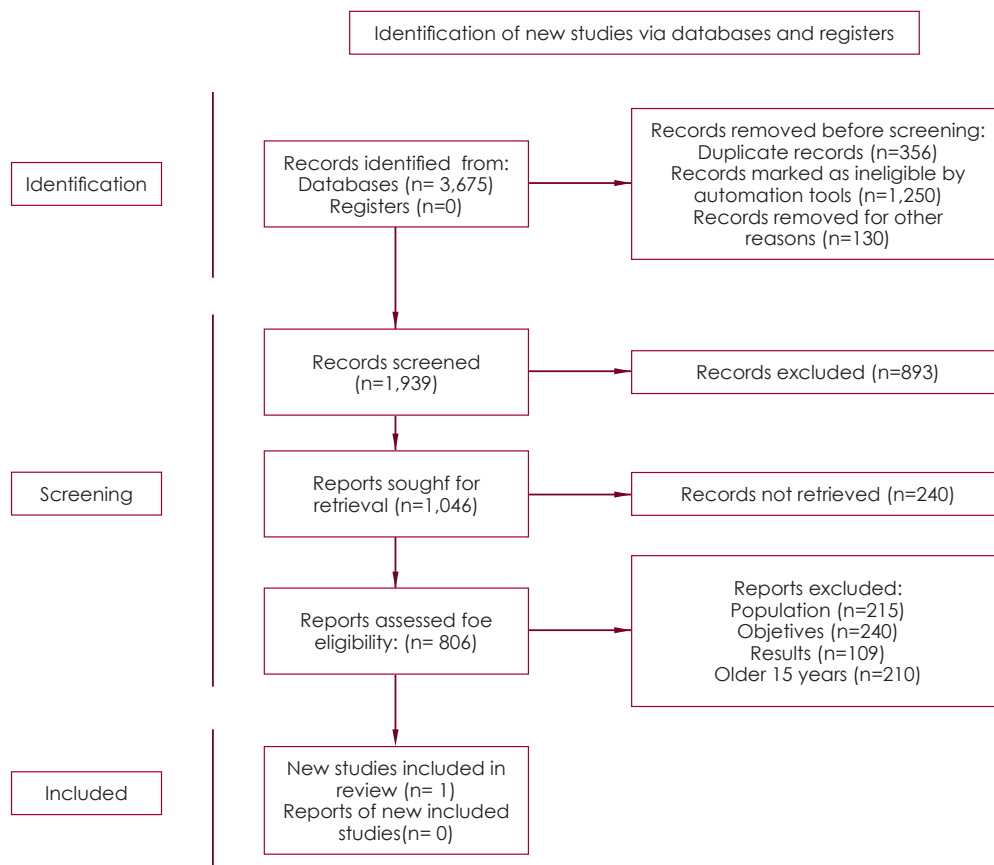 Identification of new studies via databases and registers
Identification
Records identified from:
Databases (n= 3,675)
Registers (n=0)
Records removed before screening:
Duplicate records (n=356)
Records marked as ineligible by
automation tools (n=1,250)
Records removed for other
reasons (n=130)
Screening
Records screened
(n=1,939)
Records excluded (n=893)
Reports soughf for
retrieval (n=1,046)
Records not retrieved (n=240)
Reports assessed foe
eligibility: (n= 806)
Reports excluded:
Population (n=215)
Objetives (n=240)
Results (n=109)
Older 15 years (n=210)
Included
New studies included in
review (n= 1)
Reports of new included
studies(n= 0)